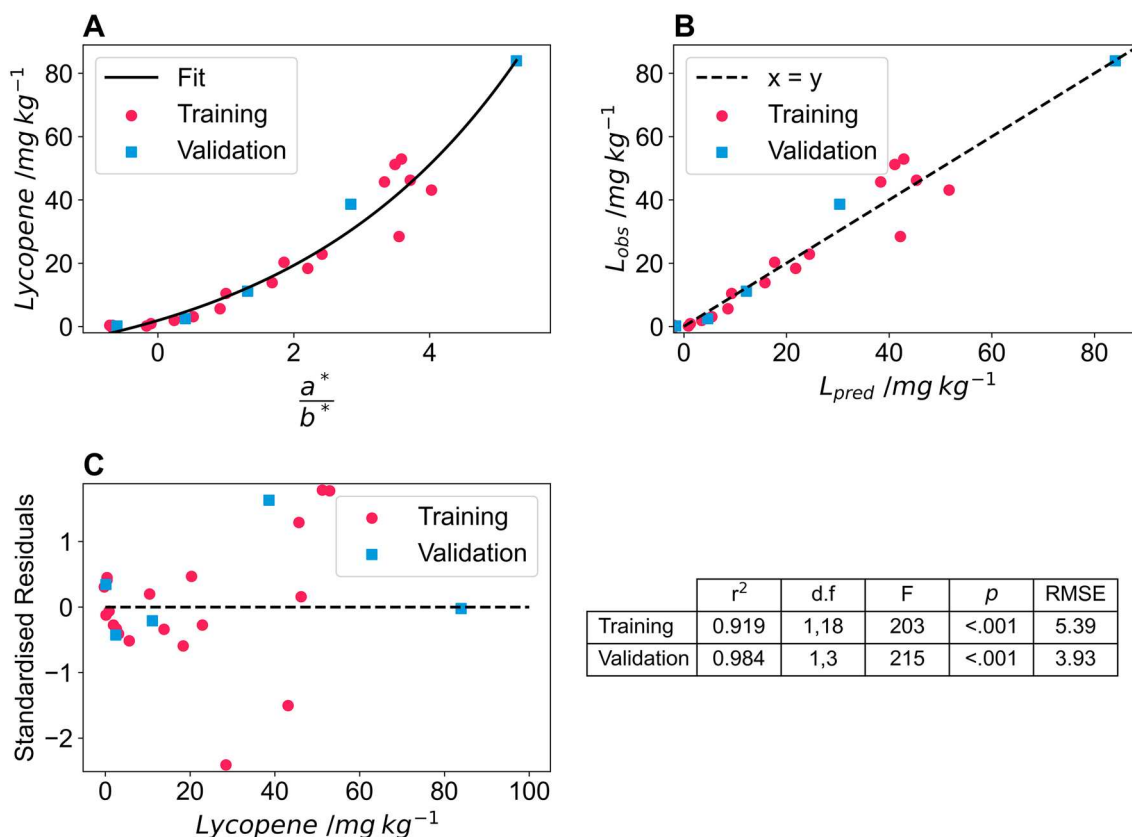 A
Lycopene /mg kg⁻¹
80
60
40
20
0
Fit
Training
Validation
0
2
4
a*
b*
B
L_obs /mg kg⁻¹
80
60
40
20
0
x = y
Training
Validation
0
20
40
60
80
L_pred /mg kg⁻¹
C
Standardised Residuals
1
0
−1
−2
Training
Validation
0
20
40
60
80
100
Lycopene /mg kg⁻¹
r² d.f F p RMSE
Training 0.919 1,18 203 <.001 5.39
Validation 0.984 1,3 215 <.001 3.93